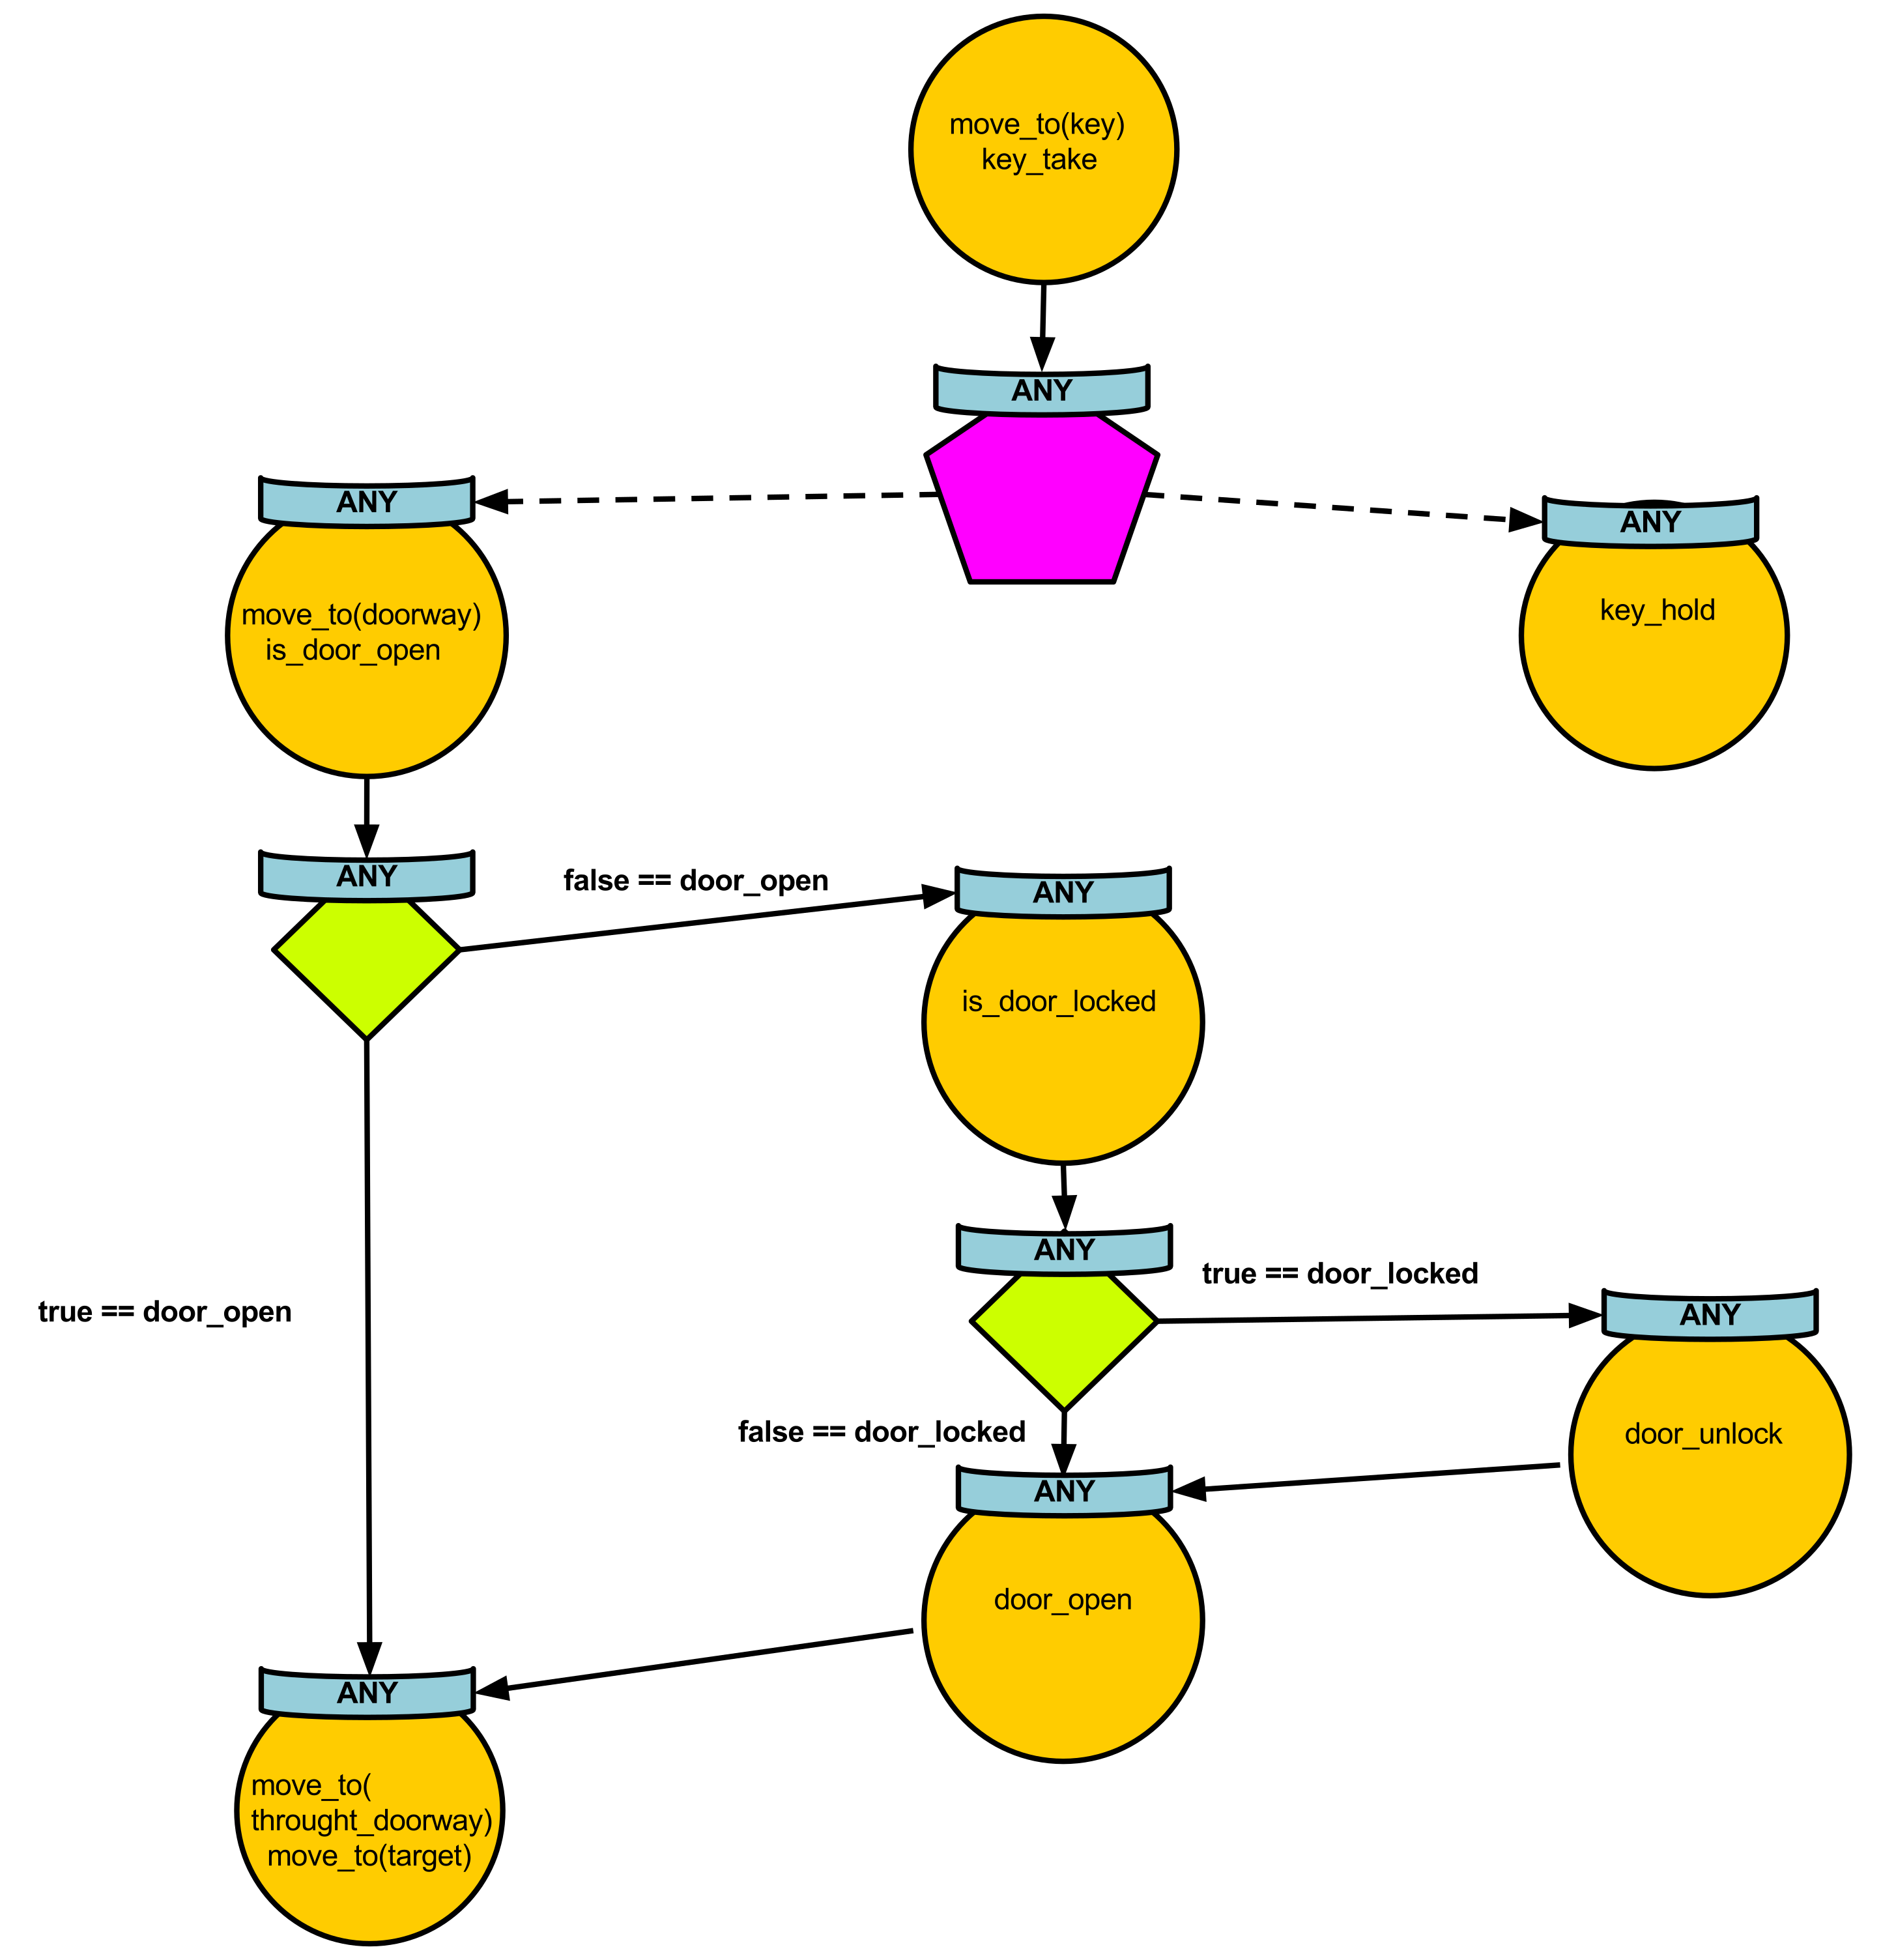 move_to(key)
key_take
ANY
ANY
ANY
move_to(doorway)
is_door_open
key_hold
ANY
false == door_open
ANY
is_door_locked
ANY
true == door_locked
true == door_open
ANY
false == door_locked
door_unlock
ANY
door_open
ANY
move_to(
throught_doorway)
move_to(target)